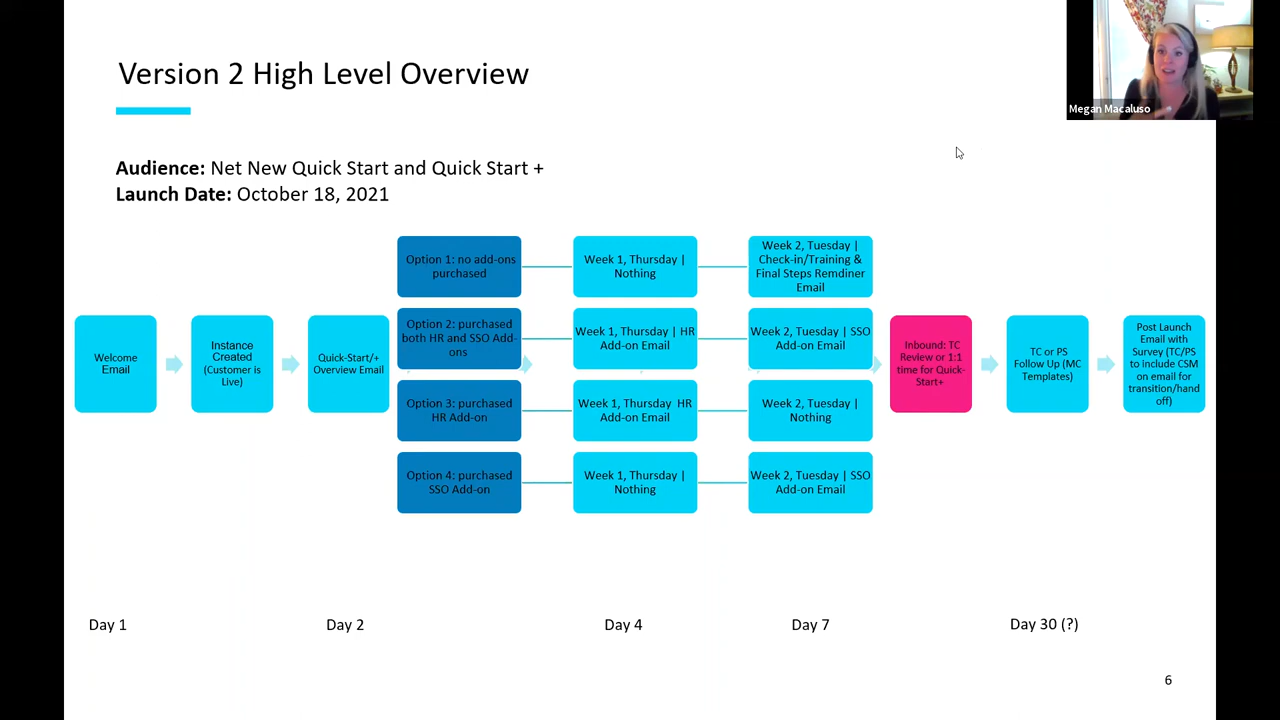 Version 2 High Level Overview
Megan Macaluso
Audience: Net New Quick Start and Quick Start +
Launch Date: October 18, 2021
Welcome
Email
Instance
Created
(Customer is
Live)
Quick-Start/+
Overview Email
Option 1: no add-ons
purchased
Week 1, Thursday |
Nothing
Week 2, Tuesday |
Check-in/Training &
Final Steps Remdiner
Email
Option 2: purchased
both HR and SSO Add-
ons
Week 1, Thursday | HR
Add-on Email
Week 2, Tuesday | SSO
Add-on Email
Option 3: purchased
HR Add-on
Week 1, Thursday HR
Add-on Email
Week 2, Tuesday |
Nothing
Option 4: purchased
SSO Add-on
Week 1, Thursday |
Nothing
Week 2, Tuesday | SSO
Add-on Email
Inbound: TC
Review or 1:1
time for Quick-
Start+
TC or PS
Follow Up (MC
Templates)
Post Launch
Email with
Survey (TC/PS
to include CSM
on email for
transition/hand
off)
Day 1
Day 2
Day 4
Day 7
Day 30 (?)
6